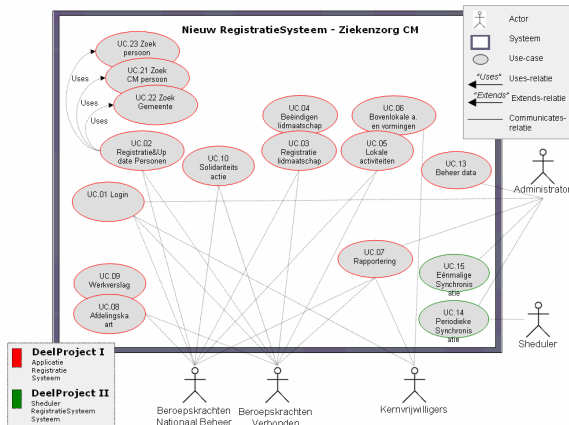 Nieuw RegistratieSysteem - Ziekenzorg CM
Actor
Systeem
Use-case
"Uses"
Uses-relatie
"Extends"
Extends-relatie
Communicates-
relatie
UC.23 Zoek
persoon
UC.21 Zoek
CM persoon
UC.22 Zoek
Gemeente
Uses
Uses
Uses
UC.02
Registratie&Up
date Personen
UC.10
Solidariteits
actie
UC.04
Beëindigen
lidmaatschap
UC.03
Registratie
lidmaatschap
UC.06
Bovenlokale a.
en vormingen
UC.05
Lokale
activiteiten
UC.13
Beheer data
Administrator
UC.01 Login
UC.07
Rapportering
UC.09
Werkverslag
UC.08
Afdelingska
art
UC.15
Eénmalige
Synchronis
atie
UC.14
Periodieke
Synchronis
atie
Sheduler
DeelProject I
Applicatie
Registratie
Systeem
DeelProject II
Sheduler
RegistratieSysteem
Systeem
Beroepskrachten
Nationaal Beheer
Beroepskrachten
Verbonden
Kernvrijwilligers